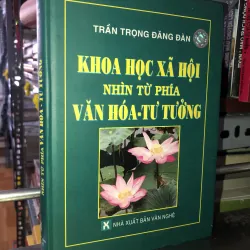 TRẦN TRỌNG ĐĂNG ĐÀN
KHOA HỌC XÃ HỘI
NHÌN TỪ PHÍA
VĂN HÓA-TƯ TƯỞNG
NHÀ XUẤT BẢN VĂN NGHỆ